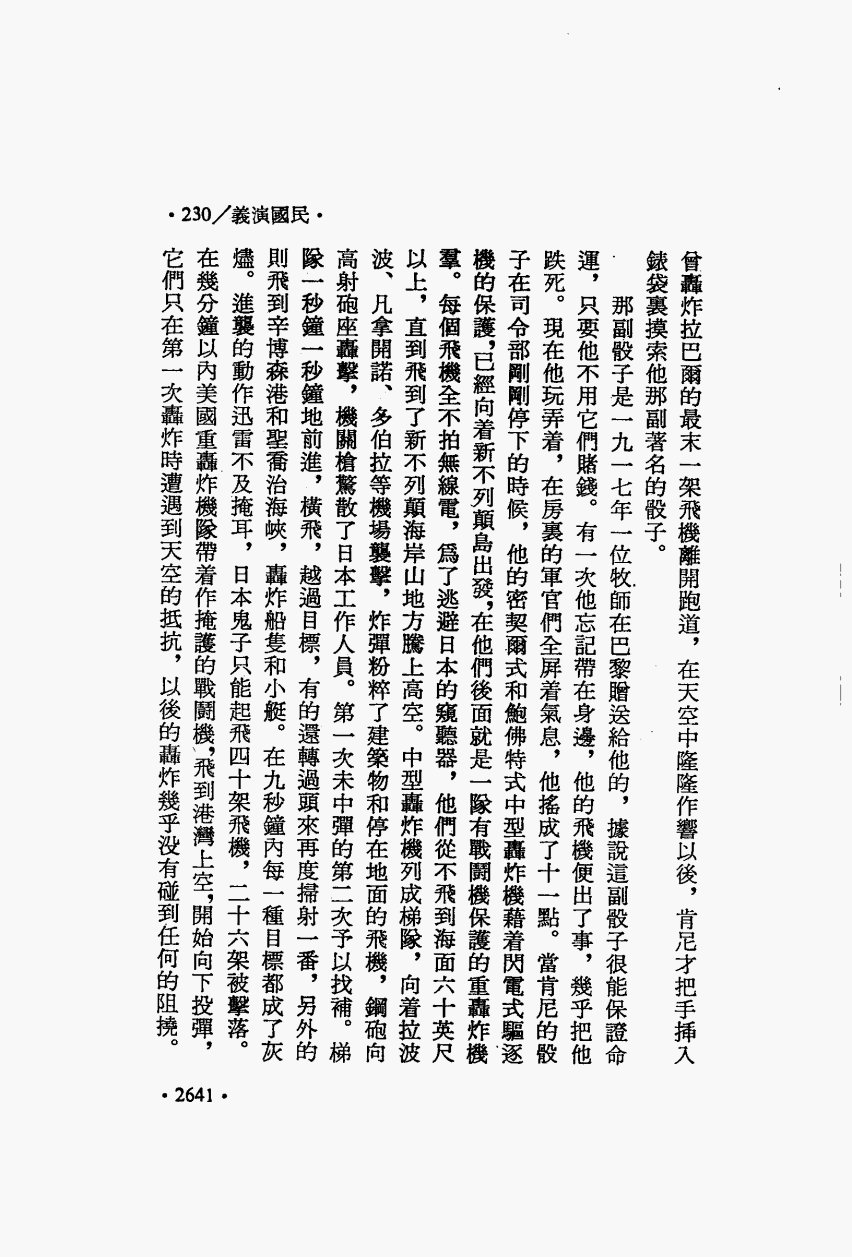 ·230╱義演國民·
曾轟炸拉巴爾的最末一架飛機離開跑道，在天空中隆隆作響以後，肯尼才把手插入
錶袋裏摸索他那副著名的骰子。
那副骰子是一九一七年一位牧師在巴黎贈送給他的，據說這副骰子很能保證命
運，只要他不用它們賭錢。有一次他忘記帶在身邊，他的飛機便出了事，幾乎把他
跌死。現在他玩弄着，在房裏的軍官們全屏着氣息，他搖成了十一點。當肯尼的骰
子在司令部剛剛停下的時候，他的密契爾式和鮑佛特式中型轟炸機藉着閃電式驅逐
機的保護，已經向着新不列顛島出發，在他們後面就是一隊有戰鬪機保護的重轟炸機
羣。每個飛機全不拍無線電，爲了逃避日本的窺聽器，他們從不飛到海面六十英尺
以上，直到飛到了新不列顛海岸山地方騰上高空。中型轟炸機列成梯隊，向着拉波
波、凡拿開諾、多伯拉等機場襲擊，炸彈粉粹了建築物和停在地面的飛機，鋼砲向
高射砲座轟擊，機關槍驚散了日本工作人員。第一次未中彈的第二次予以找補。梯
隊一秒鐘一秒鐘地前進，橫飛，越過目標，有的還轉過頭來再度掃射一番，另外的
則飛到辛博森港和聖喬治海峽，轟炸船隻和小艇。在九秒鐘內每一種目標都成了灰
燼。進襲的動作迅雷不及掩耳，日本鬼子只能起飛四十架飛機，二十六架被擊落。
在幾分鐘以內美國重轟炸機隊帶着作掩護的戰鬪機，飛到港灣上空，開始向下投彈，
它們只在第一次轟炸時遭遇到天空的抵抗，以後的轟炸幾乎没有碰到任何的阻撓。
·2641·